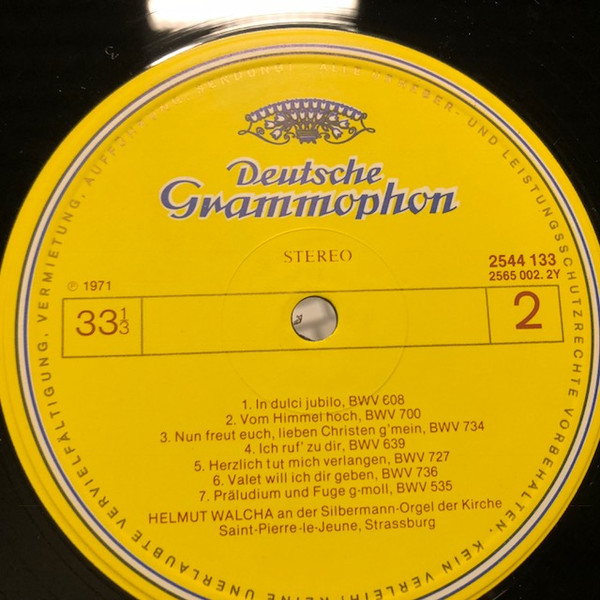 Deutsche
Grammophon
STEREO
2544 133
2565 002. 2Y
℗ 1971
33⅓
2
1. In dulci jubilo, BWV 608
2. Vom Himmel hoch, BWV 700
3. Nun freut euch, lieben Christen g'mein, BWV 734
4. Ich ruf' zu dir, BWV 639
5. Herzlich tut mich verlangen, BWV 727
6. Valet will ich dir geben, BWV 736
7. Präludium und Fuge g-moll, BWV 535
HELMUT WALCHA an der Silbermann-Orgel der Kirche
Saint-Pierre-le-Jeune, Strassburg
ALLE URHEBER- UND LEISTUNGSSCHUTZRECHTE VORBEHALTEN. KEIN VERLEIH! KEINE UNERLAUBTE VERVIELFÄLTIGUNG, VERMIETUNG, AUFFÜHRUNG, SENDUNG!